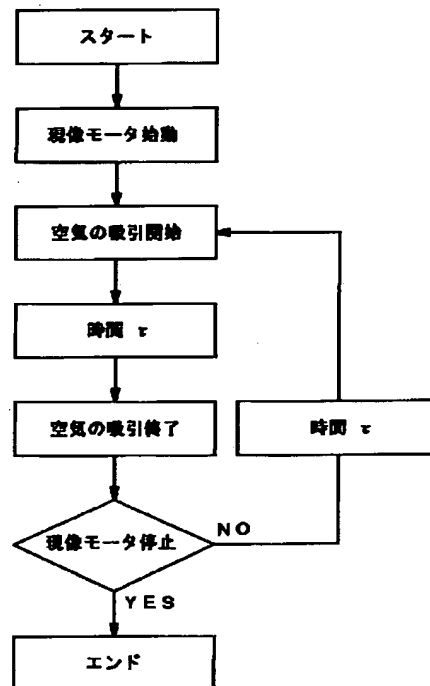 スタート
現像モータ始動
空気の吸引開始
時間 τ
空気の吸引終了
時間 τ
現像モータ停止
NO
YES
エンド